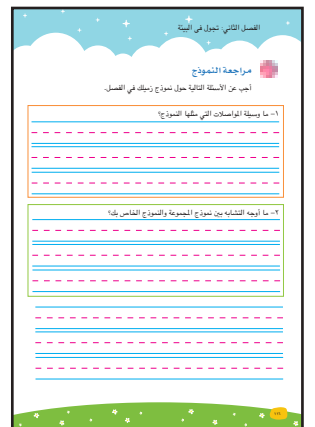 الفصل الثاني: تجول في البيئة
مراجعة النموذج
أجب عن الأسئلة التالية حول نموذج زميلك في الفصل.
١- ما وسيلة المواصلات التي مثلها النموذج؟
٢- ما أوجه التشابه بين نموذج المجموعة والنموذج الخاص بك؟